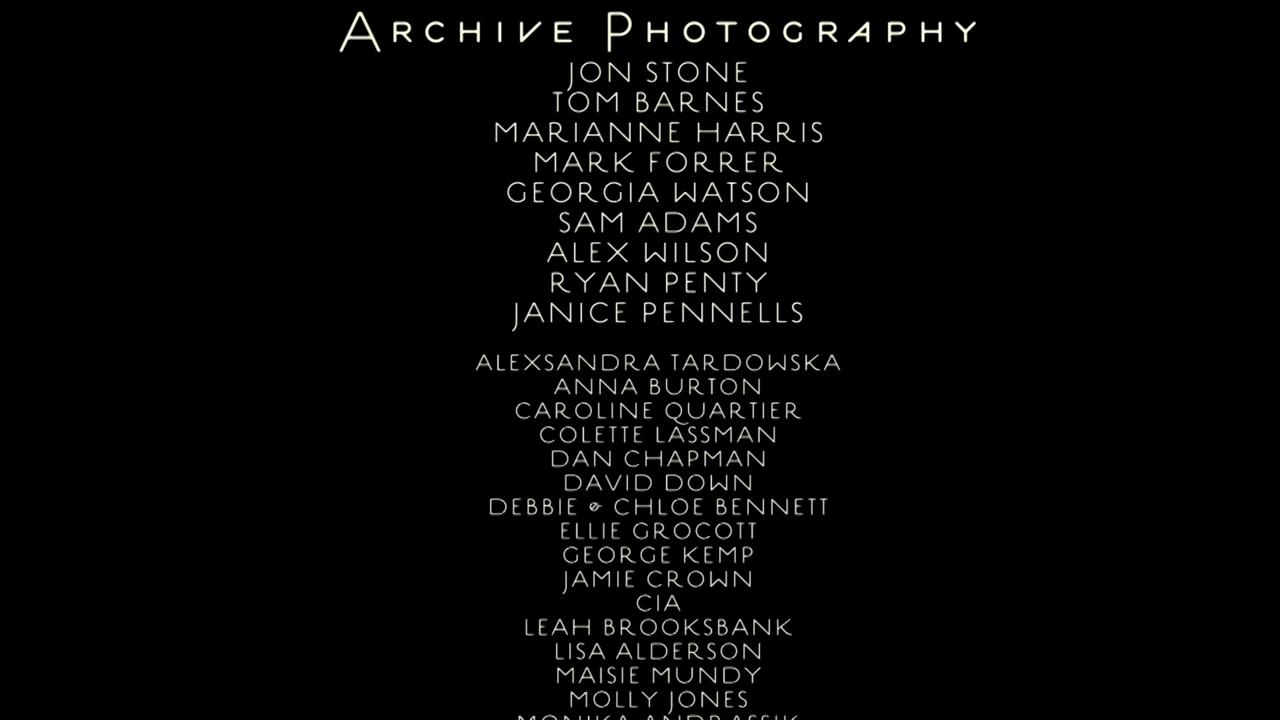 ARCHIVE PHOTOGRAPHY
JON STONE
TOM BARNES
MARIANNE HARRIS
MARK FORRER
GEORGIA WATSON
SAM ADAMS
ALEX WILSON
RYAN PENTY
JANICE PENNELLS
ALEXSANDRA TARDOWSKA
ANNA BURTON
CAROLINE QUARTIER
COLETTE LASSMAN
DAN CHAPMAN
DAVID DOWN
DEBBIE & CHLOE BENNETT
ELLIE GROCOTT
GEORGE KEMP
JAMIE CROWN
CIA
LEAH BROOKSBANK
LISA ALDERSON
MAISIE MUNDY
MOLLY JONES
MONIKA